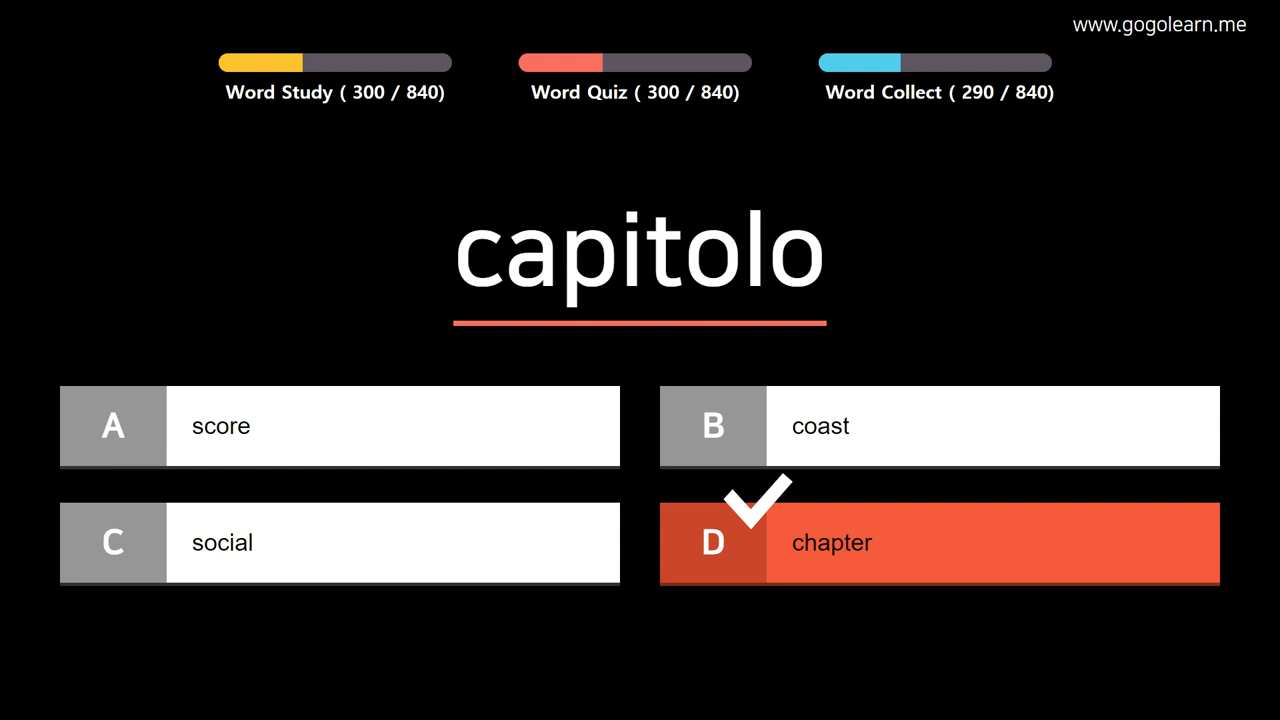 www.gogolearn.me
Word Study ( 300 / 840)
Word Quiz ( 300 / 840)
Word Collect ( 290 / 840)
capitolo
A
score
B
coast
C
social
D
chapter